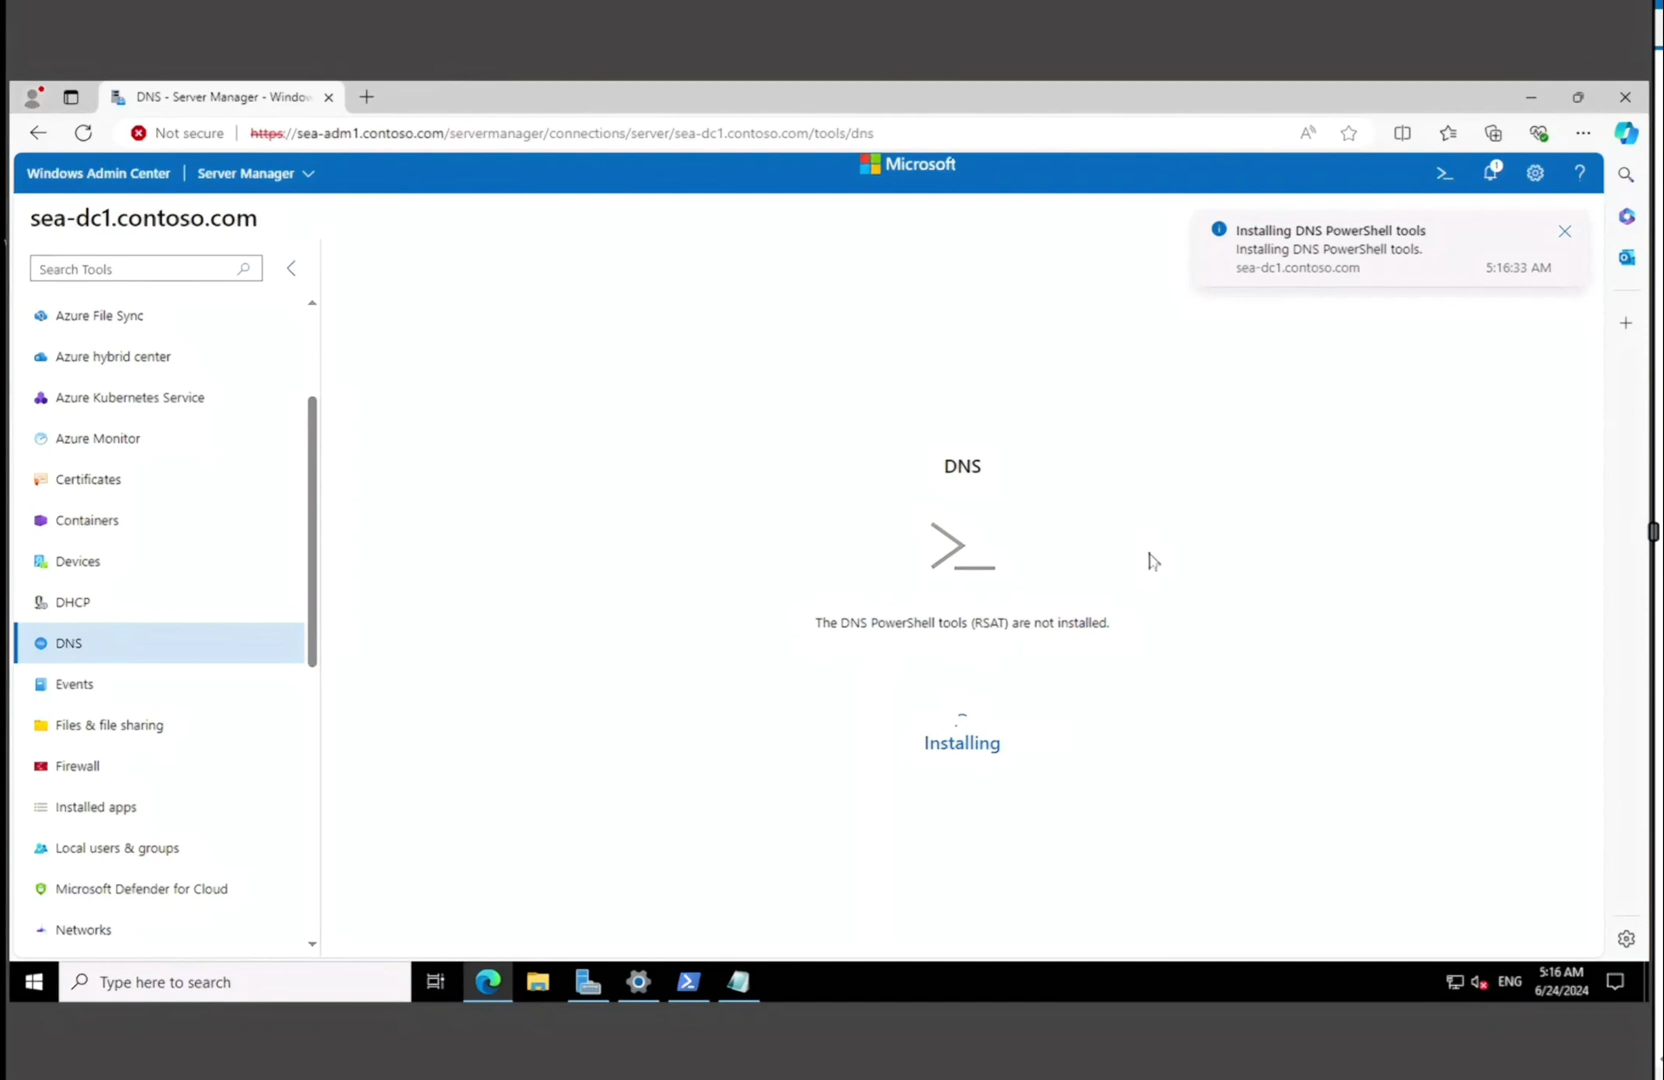 DNS - Server Manager - Window
Not secure
https://sea-adm1.contoso.com/servermanager/connections/server/sea-dc1.contoso.com/tools/dns
Windows Admin Center
Server Manager
Microsoft
1
?
sea-dc1.contoso.com
Installing DNS PowerShell tools
Installing DNS PowerShell tools.
sea-dc1.contoso.com
5:16:33 AM
Search Tools
Azure File Sync
Azure hybrid center
Azure Kubernetes Service
Azure Monitor
Certificates
Containers
Devices
DHCP
DNS
Events
Files & file sharing
Firewall
Installed apps
Local users & groups
Microsoft Defender for Cloud
Networks
DNS
The DNS PowerShell tools (RSAT) are not installed.
Installing
Type here to search
ENG
5:16 AM
6/24/2024